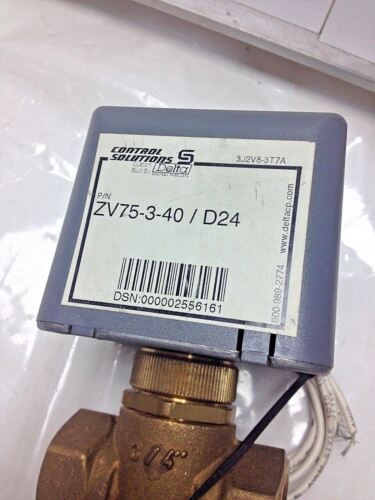 CONTROL
SOLUTIONS
Delta
3J2V8-3T7A
P/N
ZV75-3-40 / D24
DSN:000002556161
www.deltacp.com
800-989-2774
3/4"